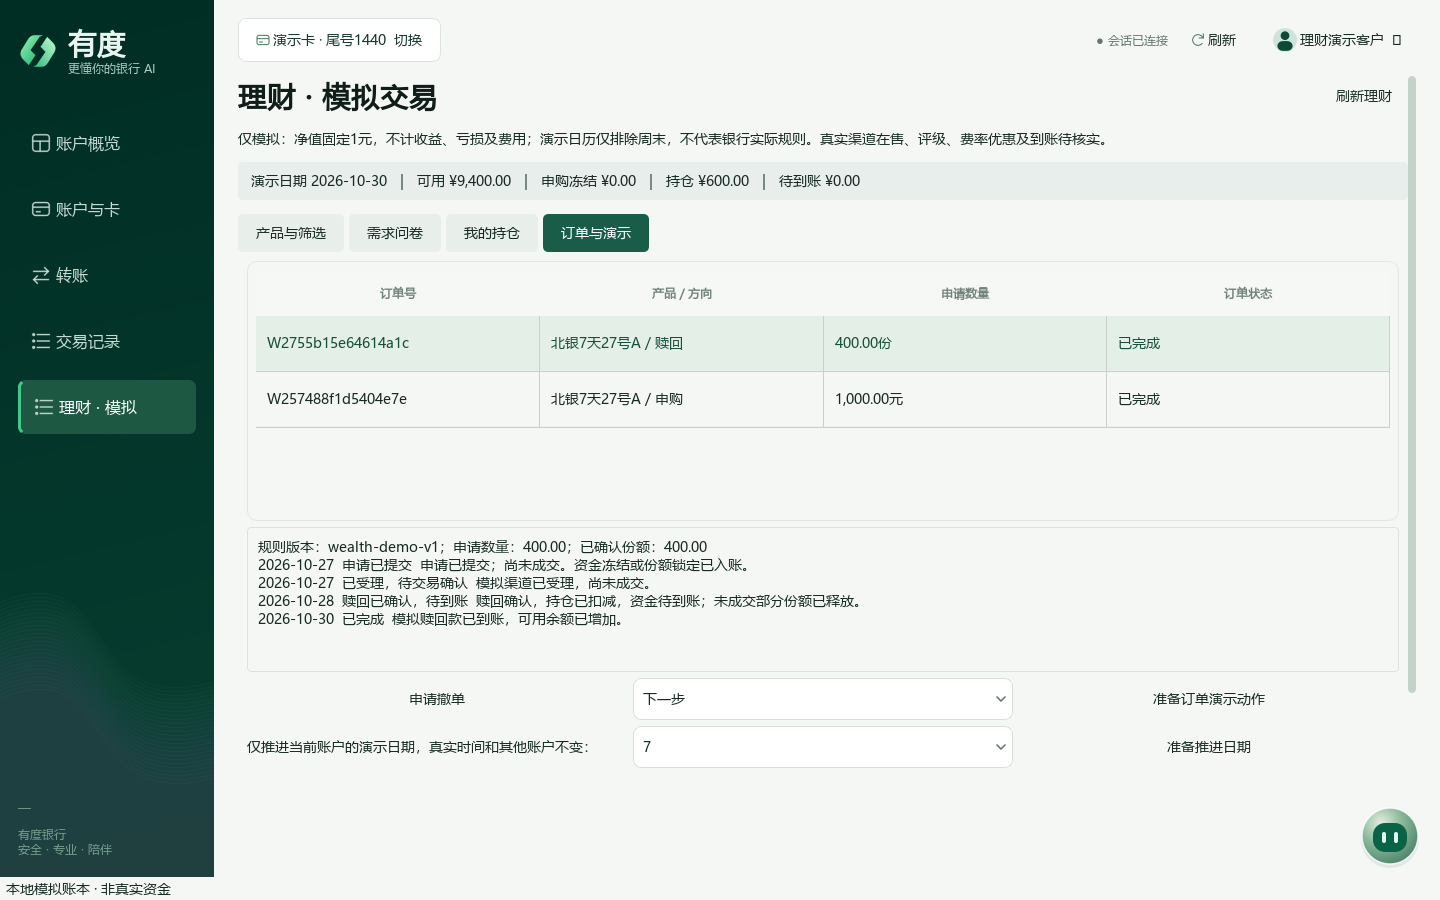 有度
更懂你的银行 AI
账户概览
账户与卡
转账
交易记录
理财 · 模拟
—
有度银行
安全 · 专业 · 陪伴
本地模拟账本 · 非真实资金
演示卡 · 尾号1440 切换
● 会话已连接 刷新 理财演示客户
理财 · 模拟交易
刷新理财
仅模拟：净值固定1元，不计收益、亏损及费用；演示日历仅排除周末，不代表银行实际规则。真实渠道在售、评级、费率优惠及到账待核实。
演示日期 2026-10-30 | 可用 ¥9,400.00 | 申购冻结 ¥0.00 | 持仓 ¥600.00 | 待到账 ¥0.00
产品与筛选 需求问卷 我的持仓 订单与演示
订单号 产品 / 方向 申请数量 订单状态
W2755b15e64614a1c 北银7天27号A / 赎回 400.00份 已完成
W257488f1d5404e7e 北银7天27号A / 申购 1,000.00元 已完成
规则版本：wealth-demo-v1；申请数量：400.00；已确认份额：400.00
2026-10-27 申请已提交 申请已提交；尚未成交。资金冻结或份额锁定已入账。
2026-10-27 已受理，待交易确认 模拟渠道已受理，尚未成交。
2026-10-28 赎回已确认，待到账 赎回确认，持仓已扣减，资金待到账；未成交部分份额已释放。
2026-10-30 已完成 模拟赎回款已到账，可用余额已增加。
申请撤单 下一步 准备订单演示动作
仅推进当前账户的演示日期，真实时间和其他账户不变： 7 准备推进日期